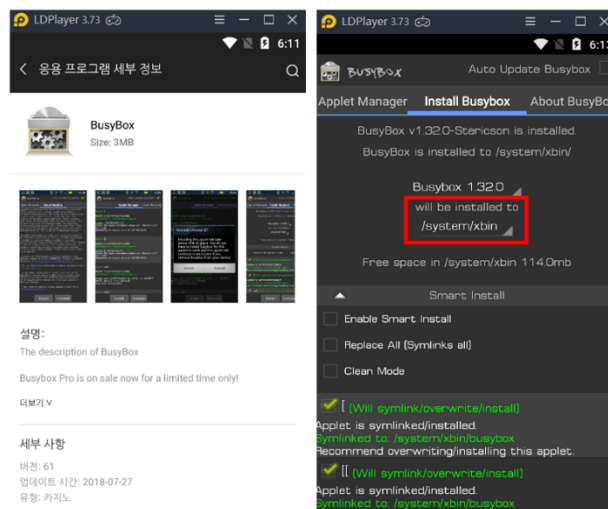 LDPlayer 3.73
6:11
응용 프로그램 세부 정보
BusyBox
Size: 3MB
설명:
The description of BusyBox
Busybox Pro is on sale now for a limited time only!
더보기 ∨
세부 사항
버전: 61
업데이트 시간: 2018-07-27
유형: 카지노
LDPlayer 3.73
6:13
BUSYBOX
Auto Update Busybox
Applet Manager Install Busybox About BusyBo
BusyBox v1.32.0-Stericson is installed.
BusyBox is installed to /system/xbin/
Busybox 1.32.0
will be installed to
/system/xbin
Free space in /system/xbin 114.0mb
Smart Install
Enable Smart Install
Replace All (Symlinks all)
Clean Mode
[ (Will symlink/overwrite/install)
Applet is symlinked/installed.
Symlinked to: /system/xbin/busybox
Recommend overwriting/installing this applet.
[[ (Will symlink/overwrite/install)
Applet is symlinked/installed.
Symlinked to: /system/xbin/busybox